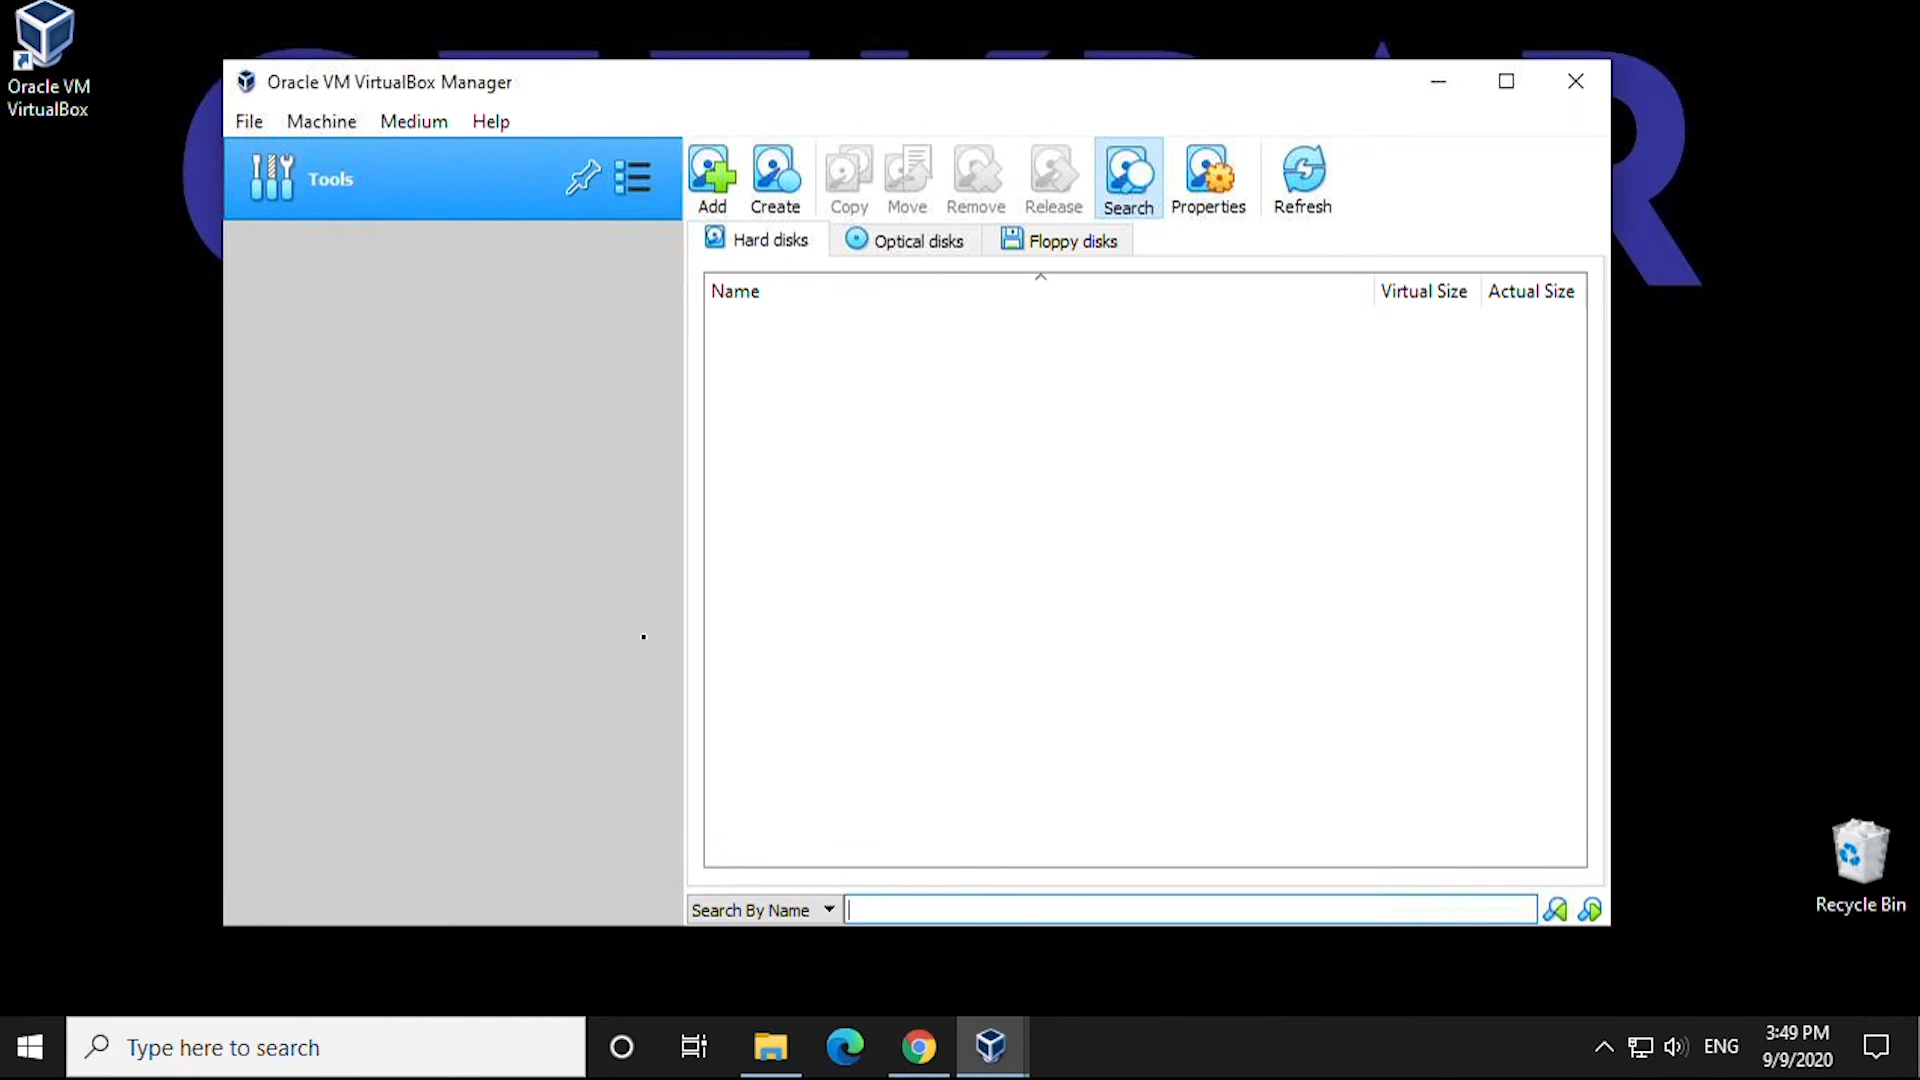 Oracle VM
VirtualBox
Oracle VM VirtualBox Manager
File Machine Medium Help
Tools
Add Create Copy Move Remove Release Search Properties Refresh
Hard disks Optical disks Floppy disks
Name Virtual Size Actual Size
Search By Name
Recycle Bin
Type here to search
ENG
3:49 PM
9/9/2020